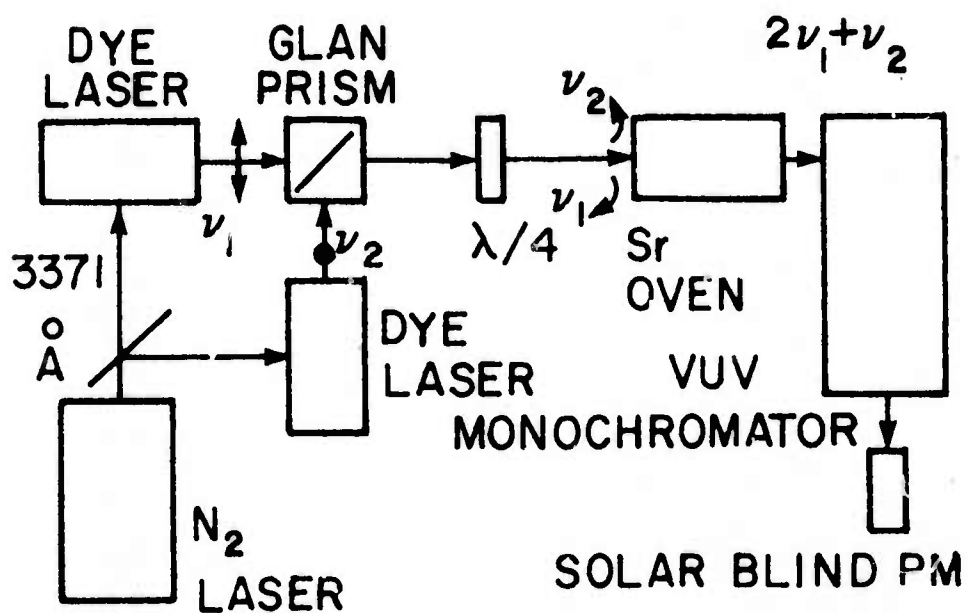 DYE
LASER
GLAN
PRISM
2ν₁+ν₂
ν₁
ν₂
λ/4
ν₂
ν₁
Sr
OVEN
3371
Å
DYE
LASER
VUV
MONOCHROMATOR
N₂
LASER
SOLAR BLIND PM